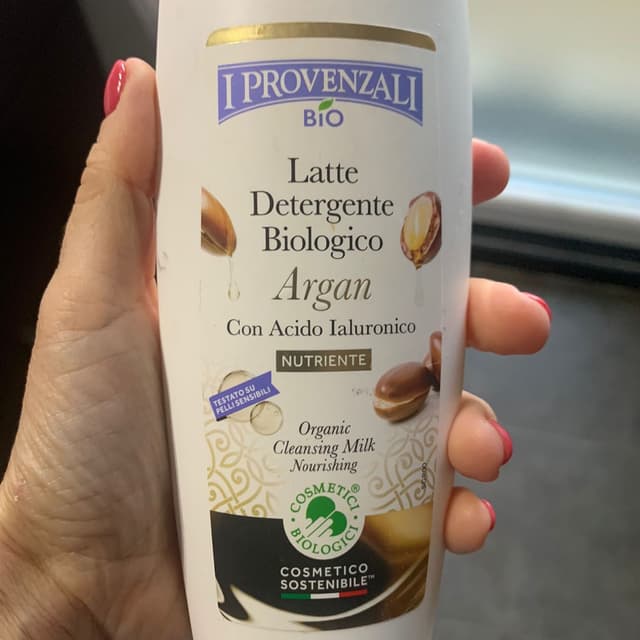 I PROVENZALI
BIO
Latte
Detergente
Biologico
Argan
Con Acido Ialuronico
NUTRIENTE
TESTATO SU
PELLI SENSIBILI
Organic
Cleansing Milk
Nourishing
COSMETICI®
BIOLOGICI
COSMETICO
SOSTENIBILE™